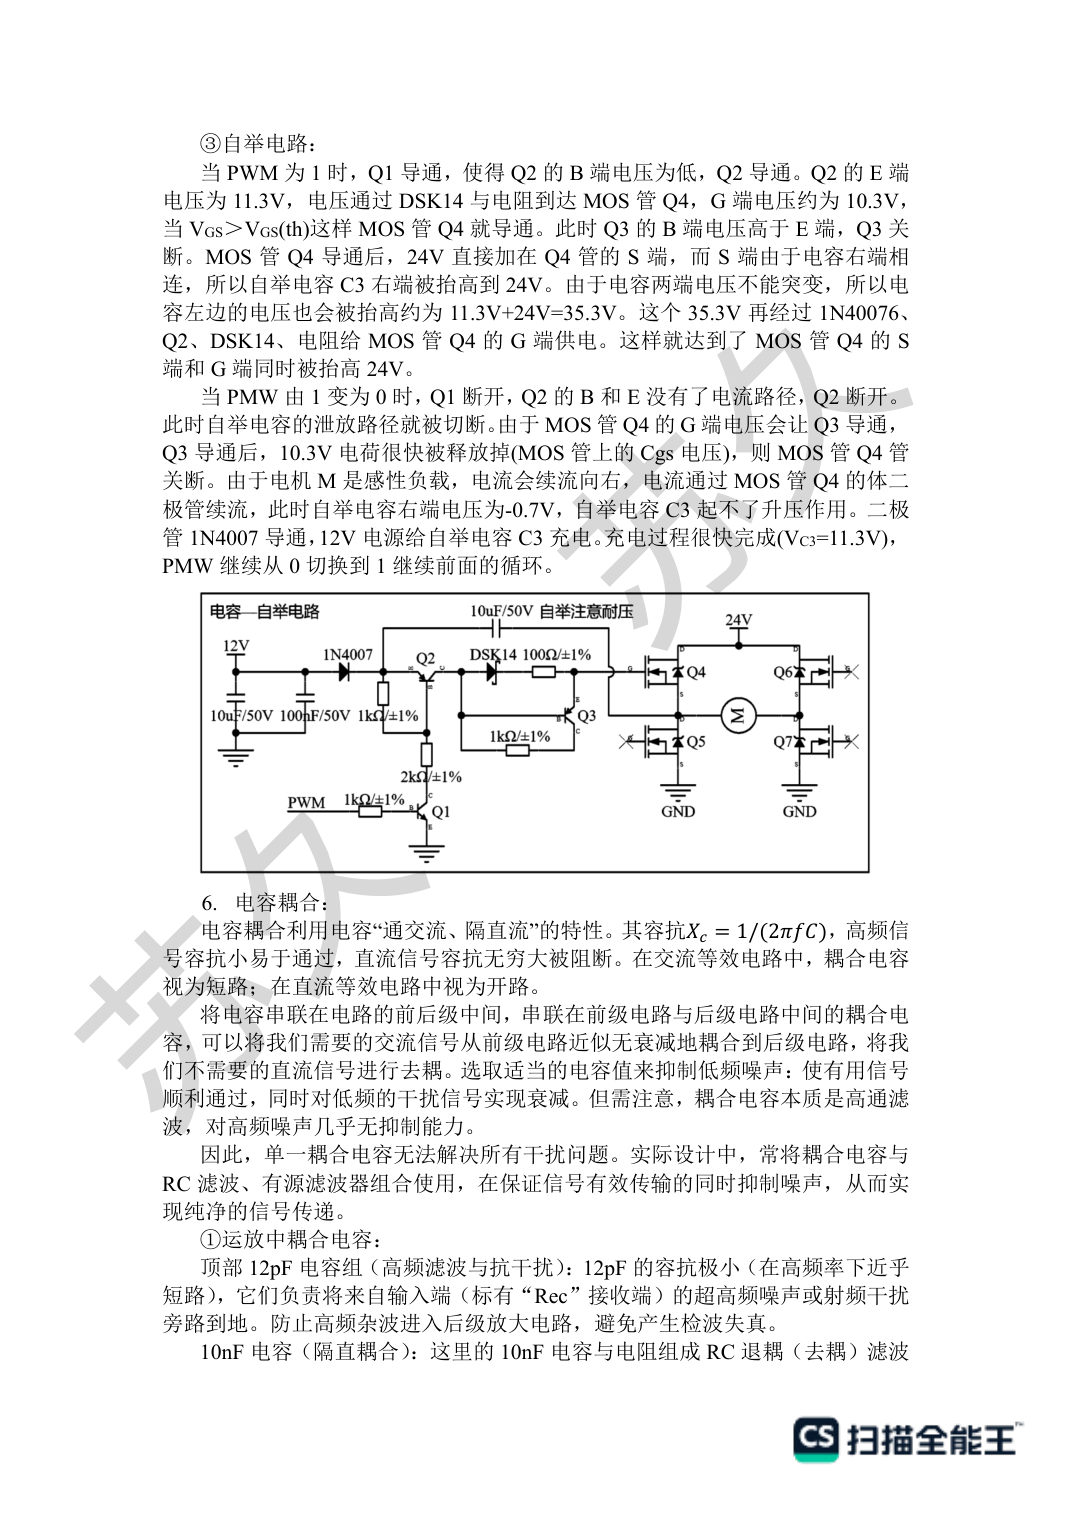 ③自举电路：
当 PWM 为 1 时，Q1 导通，使得 Q2 的 B 端电压为低，Q2 导通。Q2 的 E 端
电压为 11.3V，电压通过 DSK14 与电阻到达 MOS 管 Q4，G 端电压约为 10.3V，
当 VGS＞VGS(th)这样 MOS 管 Q4 就导通。此时 Q3 的 B 端电压高于 E 端，Q3 关
断。MOS 管 Q4 导通后，24V 直接加在 Q4 管的 S 端，而 S 端由于电容右端相
连，所以自举电容 C3 右端被抬高到 24V。由于电容两端电压不能突变，所以电
容左边的电压也会被抬高约为 11.3V+24V=35.3V。这个 35.3V 再经过 1N40076、
Q2、DSK14、电阻给 MOS 管 Q4 的 G 端供电。这样就达到了 MOS 管 Q4 的 S
端和 G 端同时被抬高 24V。
当 PMW 由 1 变为 0 时，Q1 断开，Q2 的 B 和 E 没有了电流路径，Q2 断开。
此时自举电容的泄放路径就被切断。由于 MOS 管 Q4 的 G 端电压会让 Q3 导通，
Q3 导通后，10.3V 电荷很快被释放掉(MOS 管上的 Cgs 电压)，则 MOS 管 Q4 管
关断。由于电机 M 是感性负载，电流会续流向右，电流通过 MOS 管 Q4 的体二
极管续流，此时自举电容右端电压为-0.7V，自举电容 C3 起不了升压作用。二极
管 1N4007 导通，12V 电源给自举电容 C3 充电。充电过程很快完成(VC3=11.3V)，
PMW 继续从 0 切换到 1 继续前面的循环。
电容—自举电路
10uF/50V 自举注意耐压
24V
12V
1N4007
Q2
DSK14 100Ω/±1%
Q4
Q6
10uF/50V 100nF/50V 1kΩ/±1%
Q3
M
1kΩ/±1%
Q5
Q7
2kΩ/±1%
PWM 1kΩ/±1%
Q1
GND
GND
6. 电容耦合：
电容耦合利用电容“通交流、隔直流”的特性。其容抗Xc = 1/(2πfC)，高频信
号容抗小易于通过，直流信号容抗无穷大被阻断。在交流等效电路中，耦合电容
视为短路；在直流等效电路中视为开路。
将电容串联在电路的前后级中间，串联在前级电路与后级电路中间的耦合电
容，可以将我们需要的交流信号从前级电路近似无衰减地耦合到后级电路，将我
们不需要的直流信号进行去耦。选取适当的电容值来抑制低频噪声：使有用信号
顺利通过，同时对低频的干扰信号实现衰减。但需注意，耦合电容本质是高通滤
波，对高频噪声几乎无抑制能力。
因此，单一耦合电容无法解决所有干扰问题。实际设计中，常将耦合电容与
RC 滤波、有源滤波器组合使用，在保证信号有效传输的同时抑制噪声，从而实
现纯净的信号传递。
①运放中耦合电容：
顶部 12pF 电容组（高频滤波与抗干扰）：12pF 的容抗极小（在高频率下近乎
短路），它们负责将来自输入端（标有“Rec”接收端）的超高频噪声或射频干扰
旁路到地。防止高频杂波进入后级放大电路，避免产生检波失真。
10nF 电容（隔直耦合）：这里的 10nF 电容与电阻组成 RC 退耦（去耦）滤波
苏久
苏久
CS 扫描全能王™